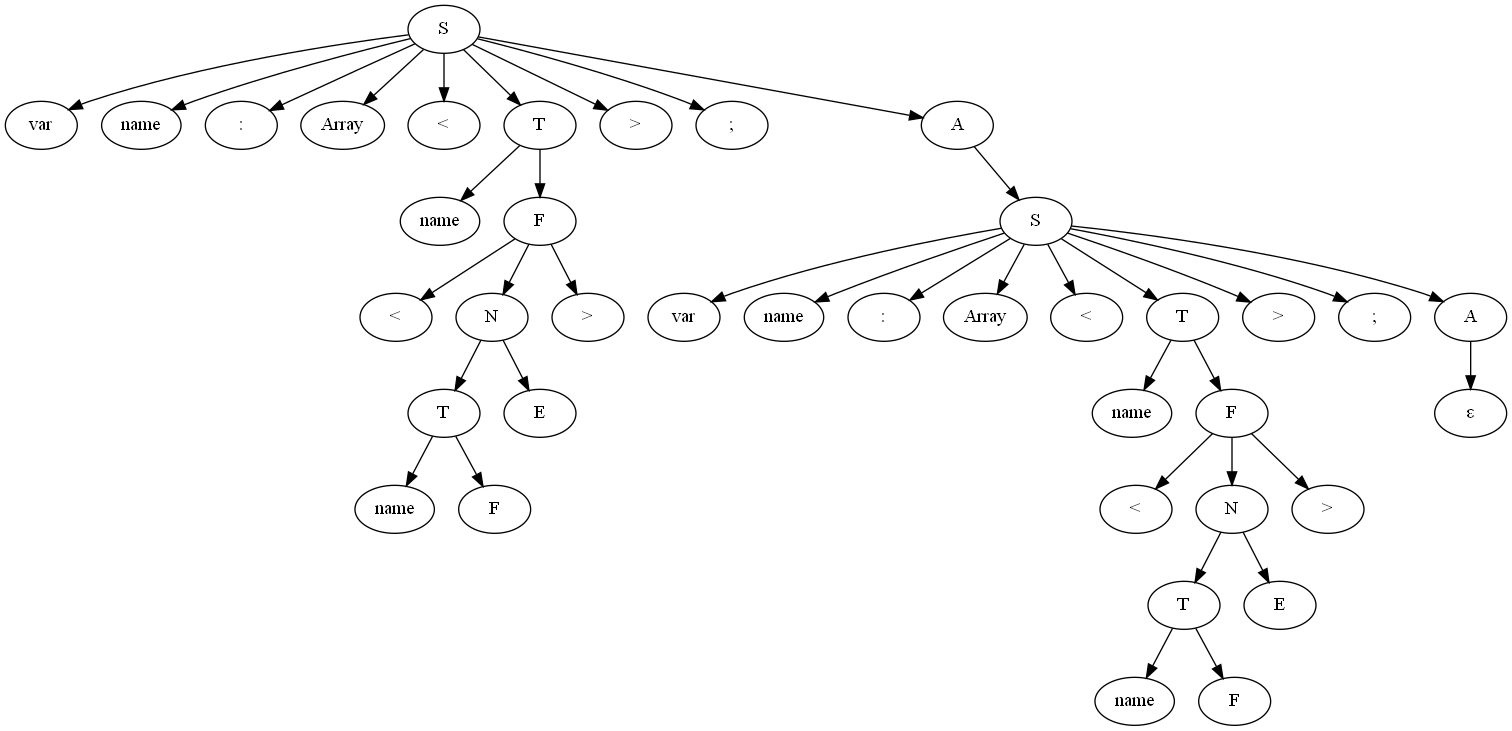 S
var name : Array < T > ; A
name F S
< N > var name : Array < T > ; A
T E name F ε
name F < N >
T E
name F